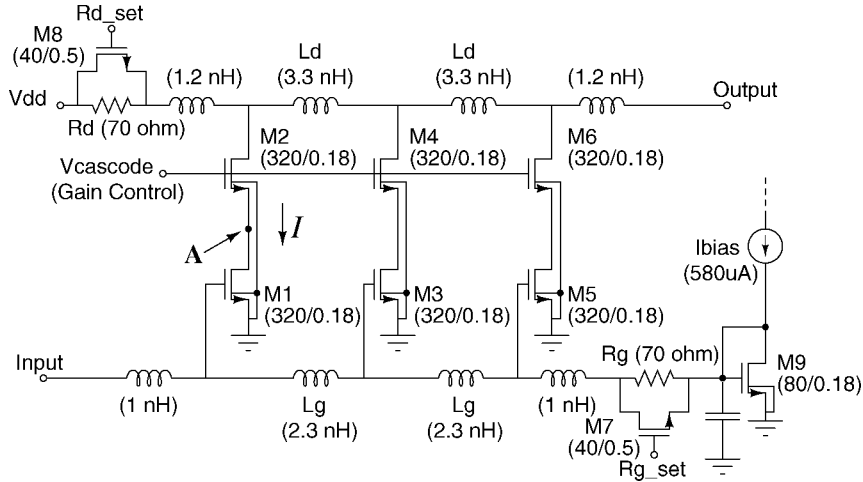 Rd_set
M8
(40/0.5)
Vdd
Rd (70 ohm)
(1.2 nH)
Ld
(3.3 nH)
Ld
(3.3 nH)
(1.2 nH)
Output
M2
(320/0.18)
M4
(320/0.18)
M6
(320/0.18)
Vcascode
(Gain Control)
A
I
Ibias
(580uA)
M1
(320/0.18)
M3
(320/0.18)
M5
(320/0.18)
Input
(1 nH)
Lg
(2.3 nH)
Lg
(2.3 nH)
(1 nH)
Rg (70 ohm)
M9
(80/0.18)
M7
(40/0.5)
Rg_set